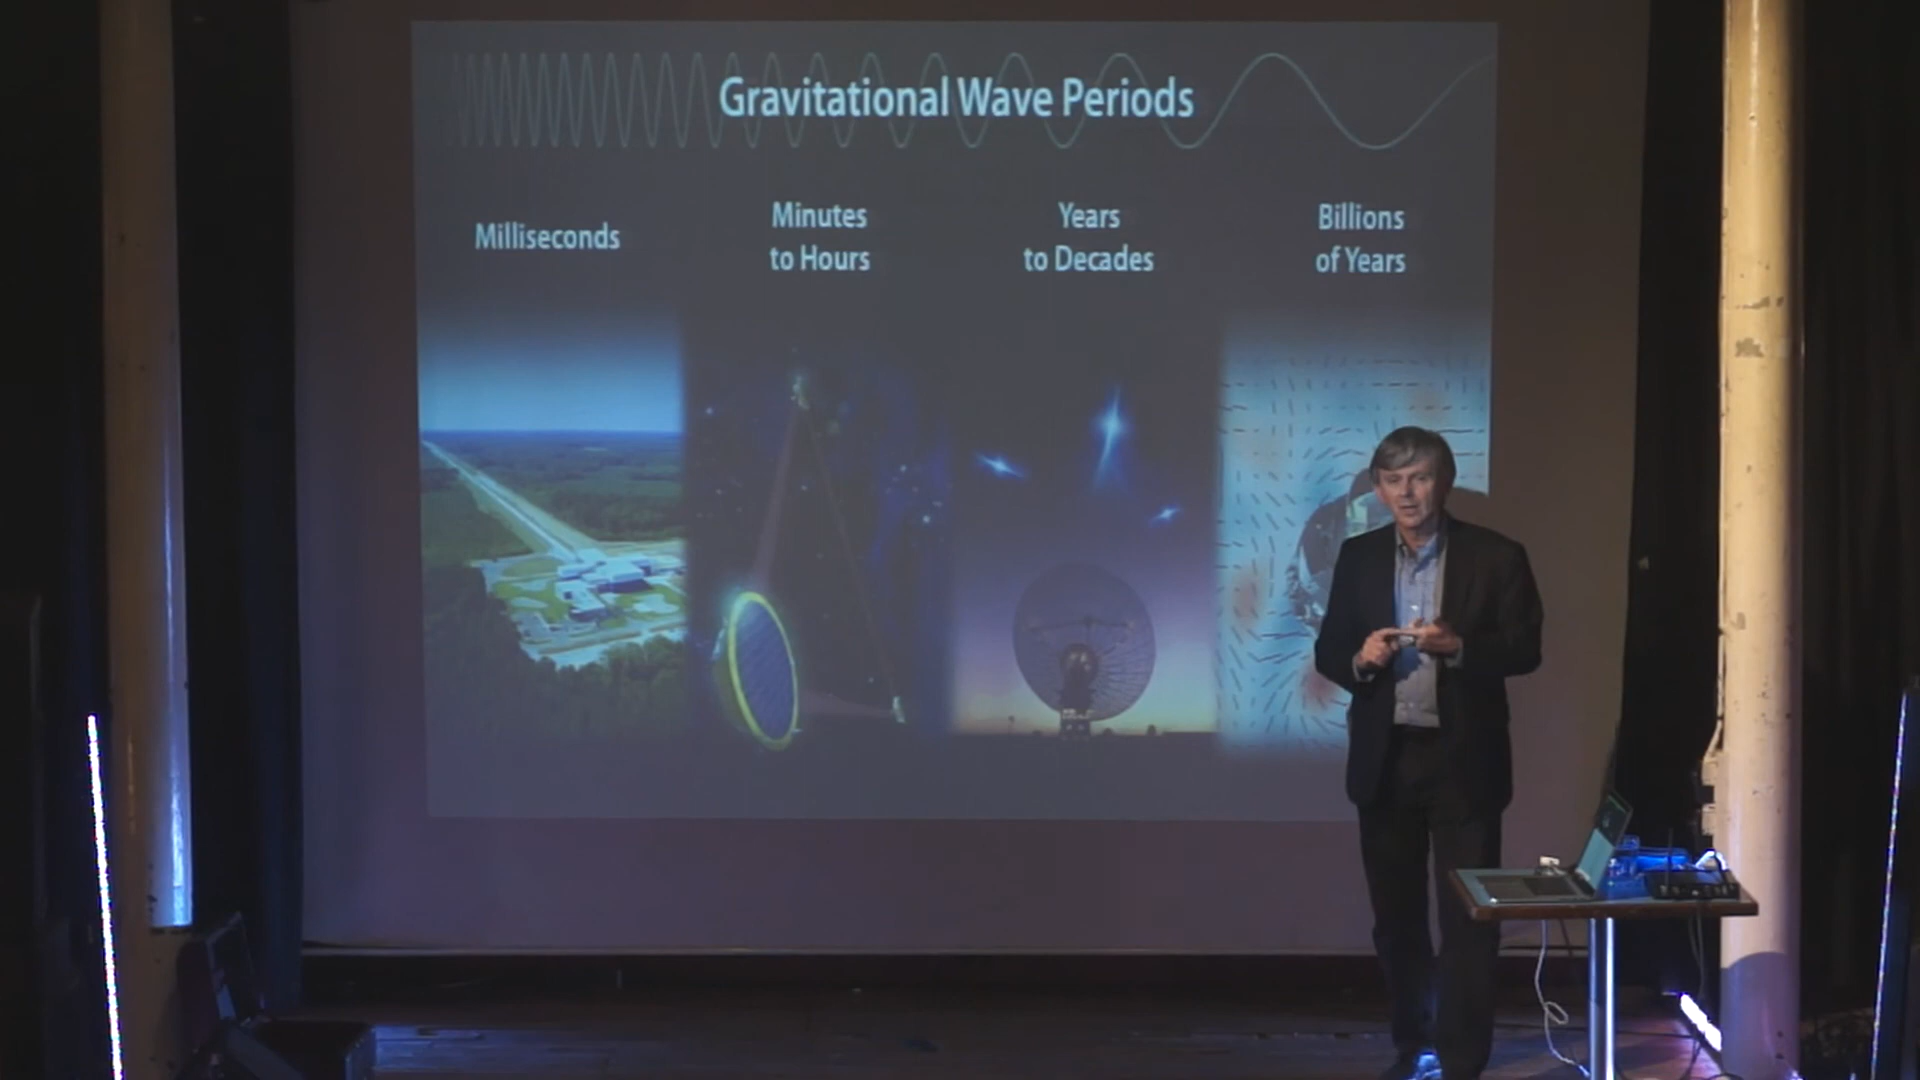 Gravitational Wave Periods
Milliseconds
Minutes
to Hours
Years
to Decades
Billions
of Years